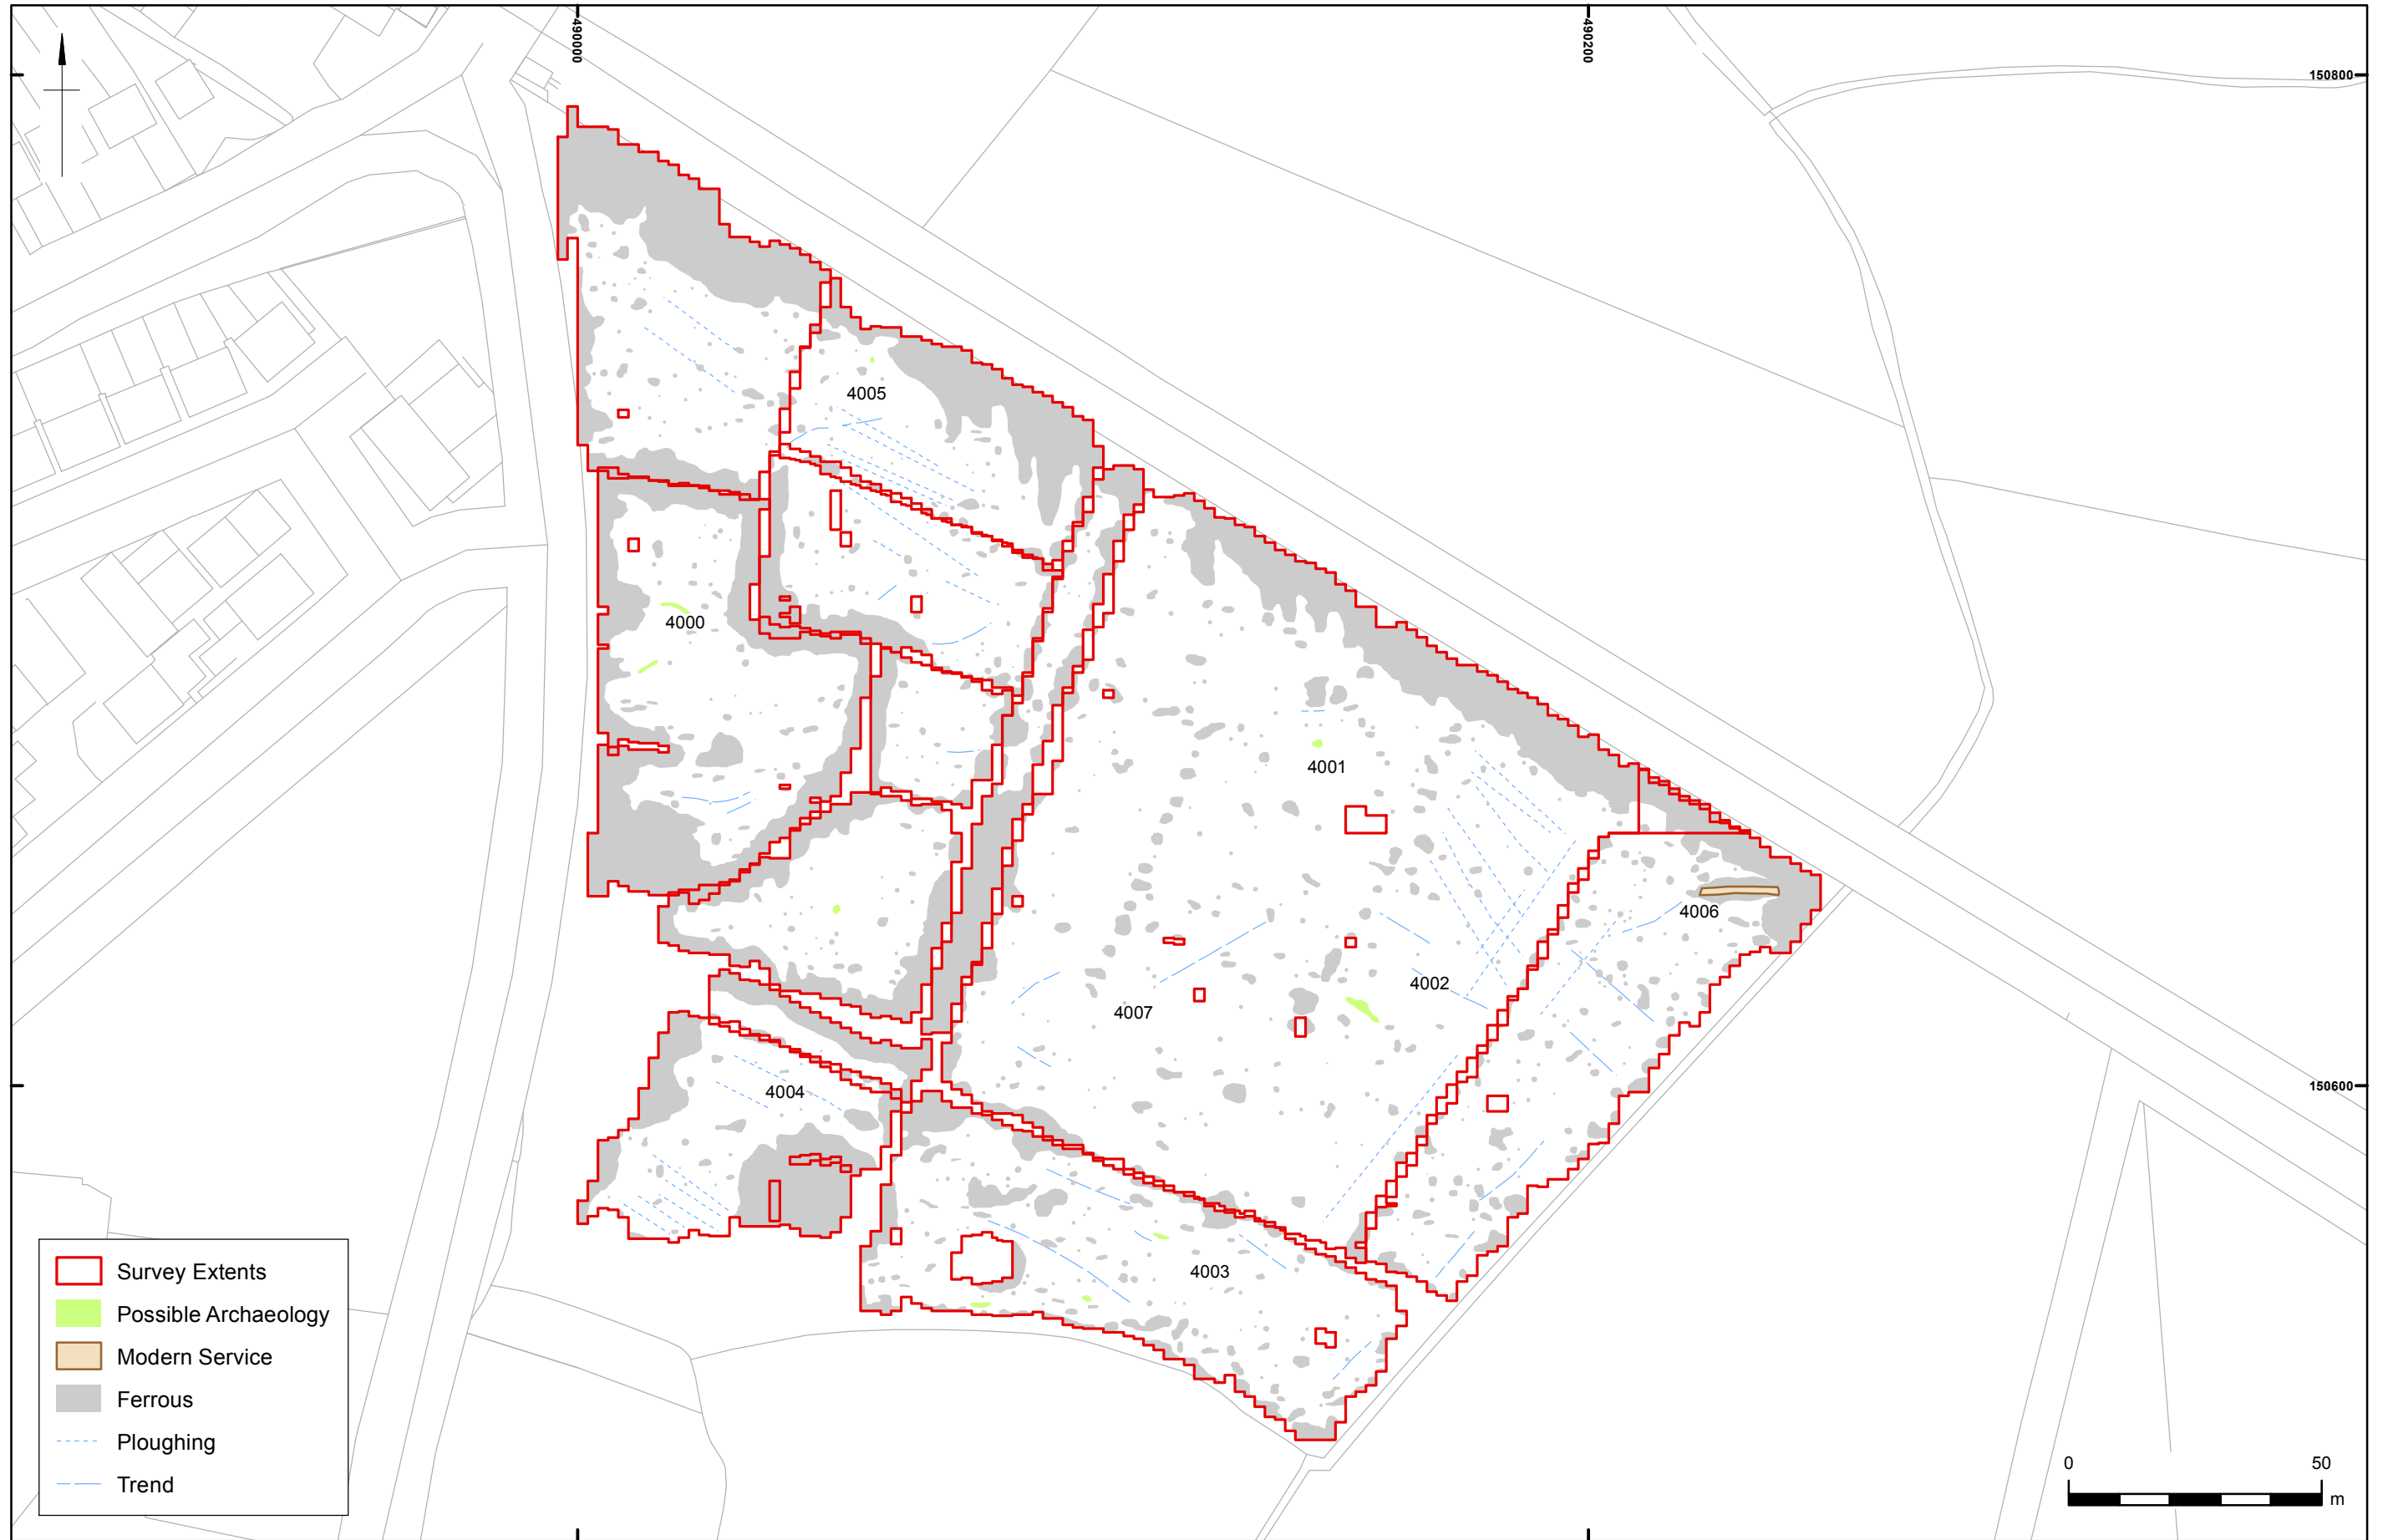 490000
490200
150800
4005
4000
4001
4006
4002
4007
4004
150600
4003
Survey Extents
Possible Archaeology
Modern Service
Ferrous
Ploughing
Trend
0 50
m